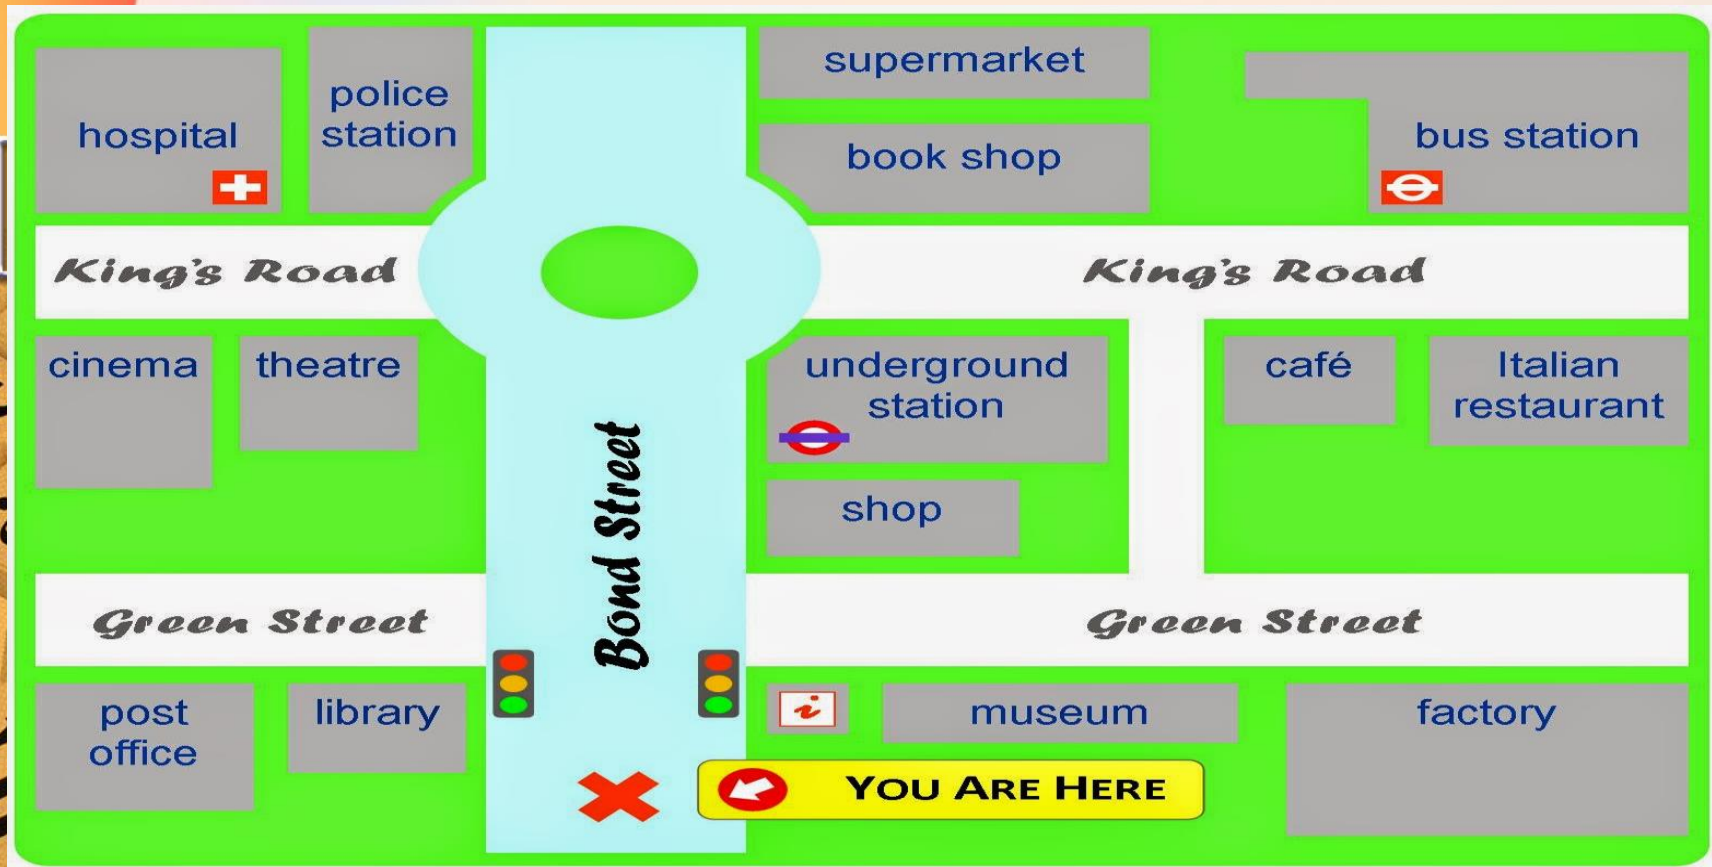 hospital
police
station
supermarket
book shop
bus station
King's Road
King's Road
cinema
theatre
underground
station
café
Italian
restaurant
shop
Bond Street
Green Street
Green Street
post
office
library
i
museum
factory
YOU ARE HERE